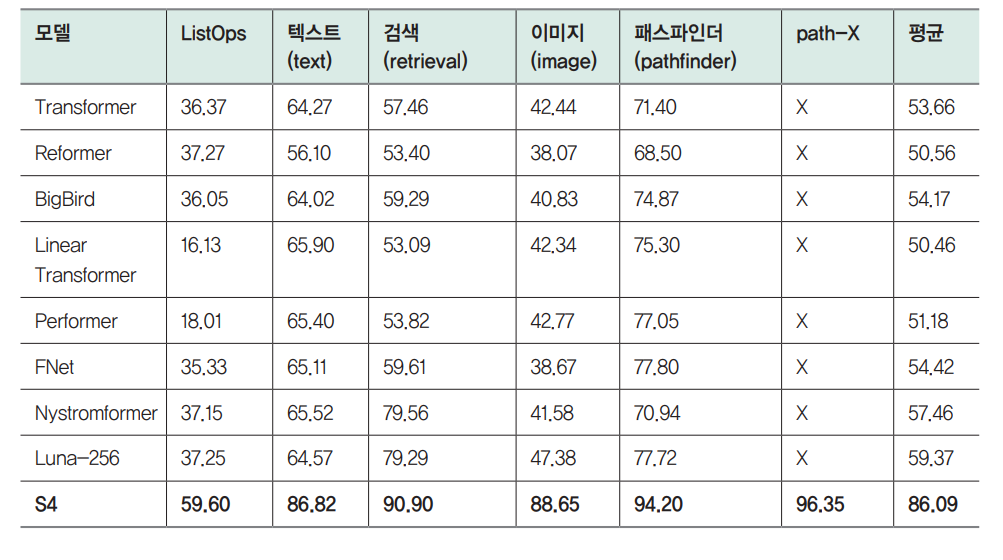 모델 ListOps 텍스트 검색 이미지 패스파인더 path-X 평균
(text) (retrieval) (image) (pathfinder)
Transformer 36.37 64.27 57.46 42.44 71.40 X 53.66
Reformer 37.27 56.10 53.40 38.07 68.50 X 50.56
BigBird 36.05 64.02 59.29 40.83 74.87 X 54.17
Linear 16.13 65.90 53.09 42.34 75.30 X 50.46
Transformer
Performer 18.01 65.40 53.82 42.77 77.05 X 51.18
FNet 35.33 65.11 59.61 38.67 77.80 X 54.42
Nystromformer 37.15 65.52 79.56 41.58 70.94 X 57.46
Luna-256 37.25 64.57 79.29 47.38 77.72 X 59.37
S4 59.60 86.82 90.90 88.65 94.20 96.35 86.09